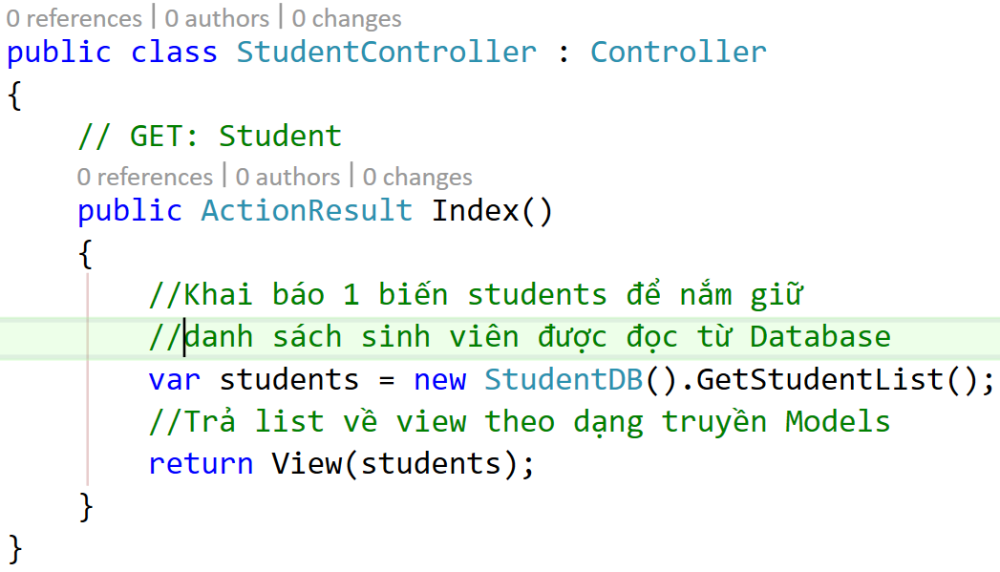 0 references | 0 authors | 0 changes
public class StudentController : Controller
{
// GET: Student
0 references | 0 authors | 0 changes
public ActionResult Index()
{
//Khai báo 1 biến students để nắm giữ
//danh sách sinh viên được đọc từ Database
var students = new StudentDB().GetStudentList();
//Trả list về view theo dạng truyền Models
return View(students);
}
}